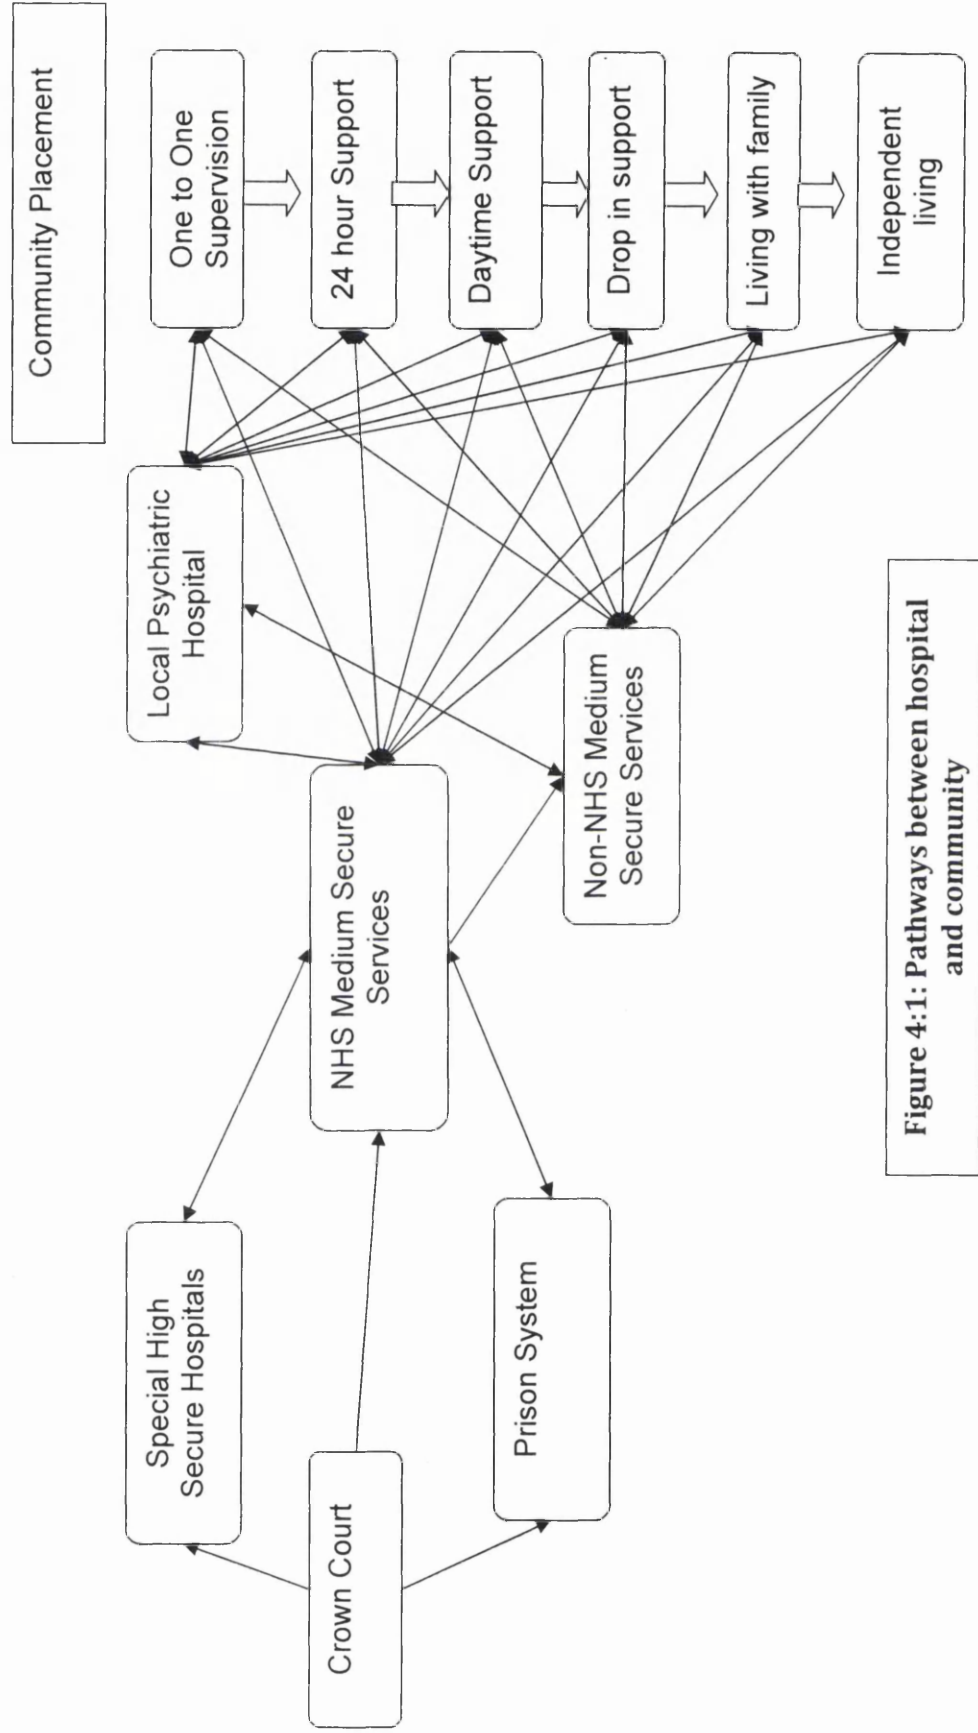 Community Placement
Special High
Secure Hospitals
Local Psychiatric
Hospital
One to One
Supervision
Crown Court
NHS Medium Secure
Services
24 hour Support
Daytime Support
Prison System
Non-NHS Medium
Secure Services
Drop in support
Living with family
Independent
living
Figure 4:1: Pathways between hospital
and community